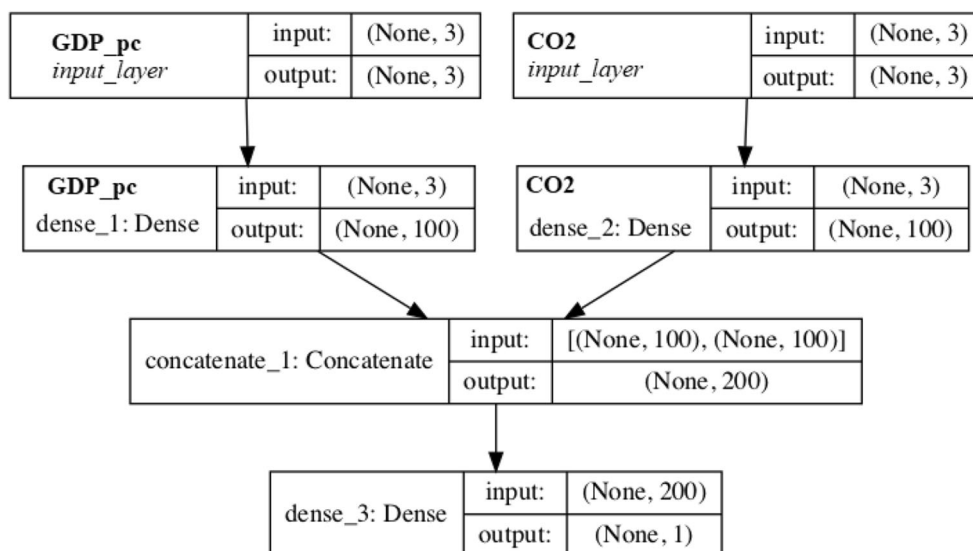 GDP_pc
input_layer
input: (None, 3)
output: (None, 3)
CO2
input_layer
input: (None, 3)
output: (None, 3)
GDP_pc
dense_1: Dense
input: (None, 3)
output: (None, 100)
CO2
dense_2: Dense
input: (None, 3)
output: (None, 100)
concatenate_1: Concatenate
input: [(None, 100), (None, 100)]
output: (None, 200)
dense_3: Dense
input: (None, 200)
output: (None, 1)